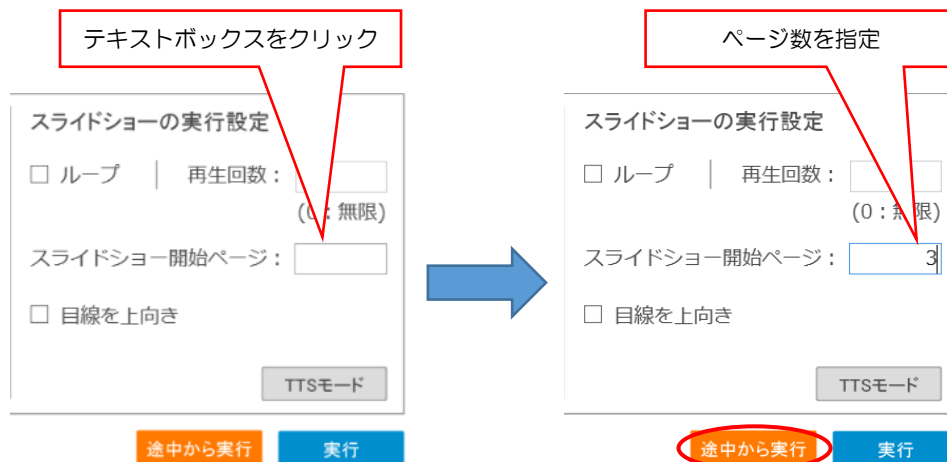 テキストボックスをクリック
スライドショーの実行設定
ループ | 再生回数：
(0：無限)
スライドショー開始ページ：
目線を上向き
TTSモード
途中から実行 実行
ページ数を指定
スライドショーの実行設定
ループ | 再生回数：
(0：無限)
スライドショー開始ページ： 3
目線を上向き
TTSモード
途中から実行 実行